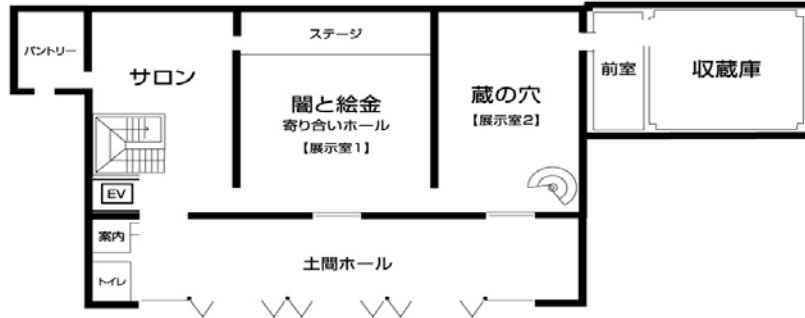 パントリー
サロン
ステージ
闇と絵金
寄り合いホール
【展示室1】
蔵の穴
【展示室2】
前室
収蔵庫
EV
案内
トイレ
土間ホール